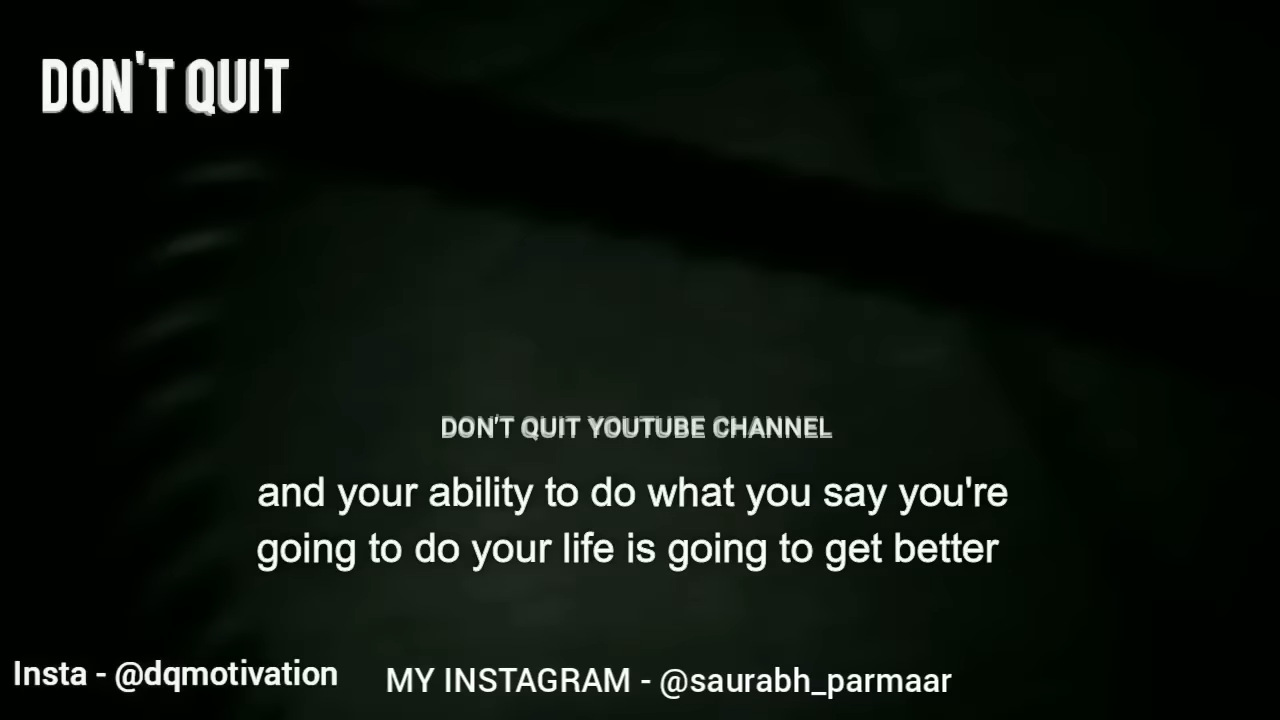 DON'T QUIT
DON'T QUIT YOUTUBE CHANNEL
and your ability to do what you say you're
going to do your life is going to get better
Insta - @dqmotivation
MY INSTAGRAM - @saurabh_parmaar